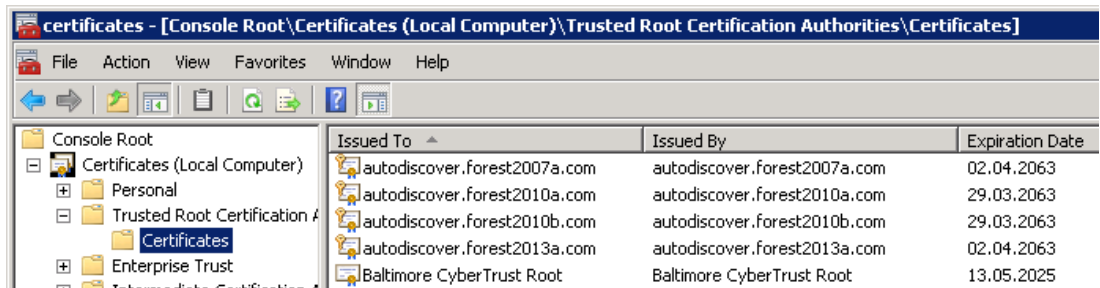 certificates - [Console Root\Certificates (Local Computer)\Trusted Root Certification Authorities\Certificates]
File Action View Favorites Window Help
Console Root
Certificates (Local Computer)
Personal
Trusted Root Certification
Certificates
Enterprise Trust
Intermediate Certification
Issued To Issued By Expiration Date
autodiscover.forest2007a.com autodiscover.forest2007a.com 02.04.2063
autodiscover.forest2010a.com autodiscover.forest2010a.com 29.03.2063
autodiscover.forest2010b.com autodiscover.forest2010b.com 29.03.2063
autodiscover.forest2013a.com autodiscover.forest2013a.com 02.04.2063
Baltimore CyberTrust Root Baltimore CyberTrust Root 13.05.2025